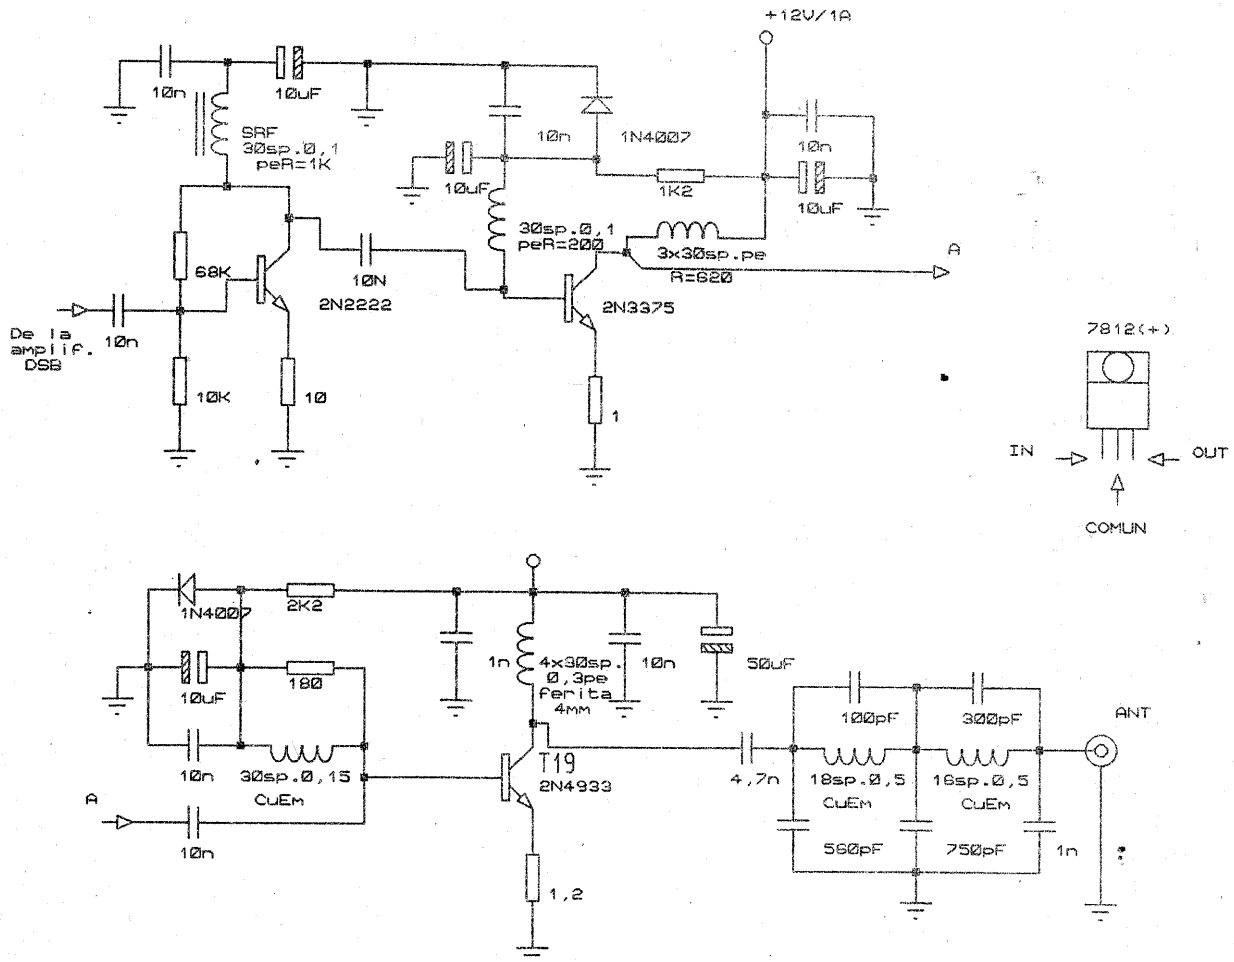 +12V/1A
10n
10uF
SRF
30sp.0,1
peR=1K
10n
1N4007
10n
10uF
1K2
10uF
30sp.0,1
peR=200
3x30sp.pe
R=620
A
68K
10N
2N2222
2N3375
De la
amplif.
DSB
10n
10K
10
1
7812(+)
IN
OUT
COMUN
1N4007
2K2
10uF
180
1n
4x30sp.
0,3pe
ferita
4mm
10n
50uF
100pF
300pF
ANT
10n
30sp.0,15
CuEm
T19
2N4933
4,7n
18sp.0,5
CuEm
16sp.0,5
CuEm
A
10n
560pF
750pF
1n
1,2